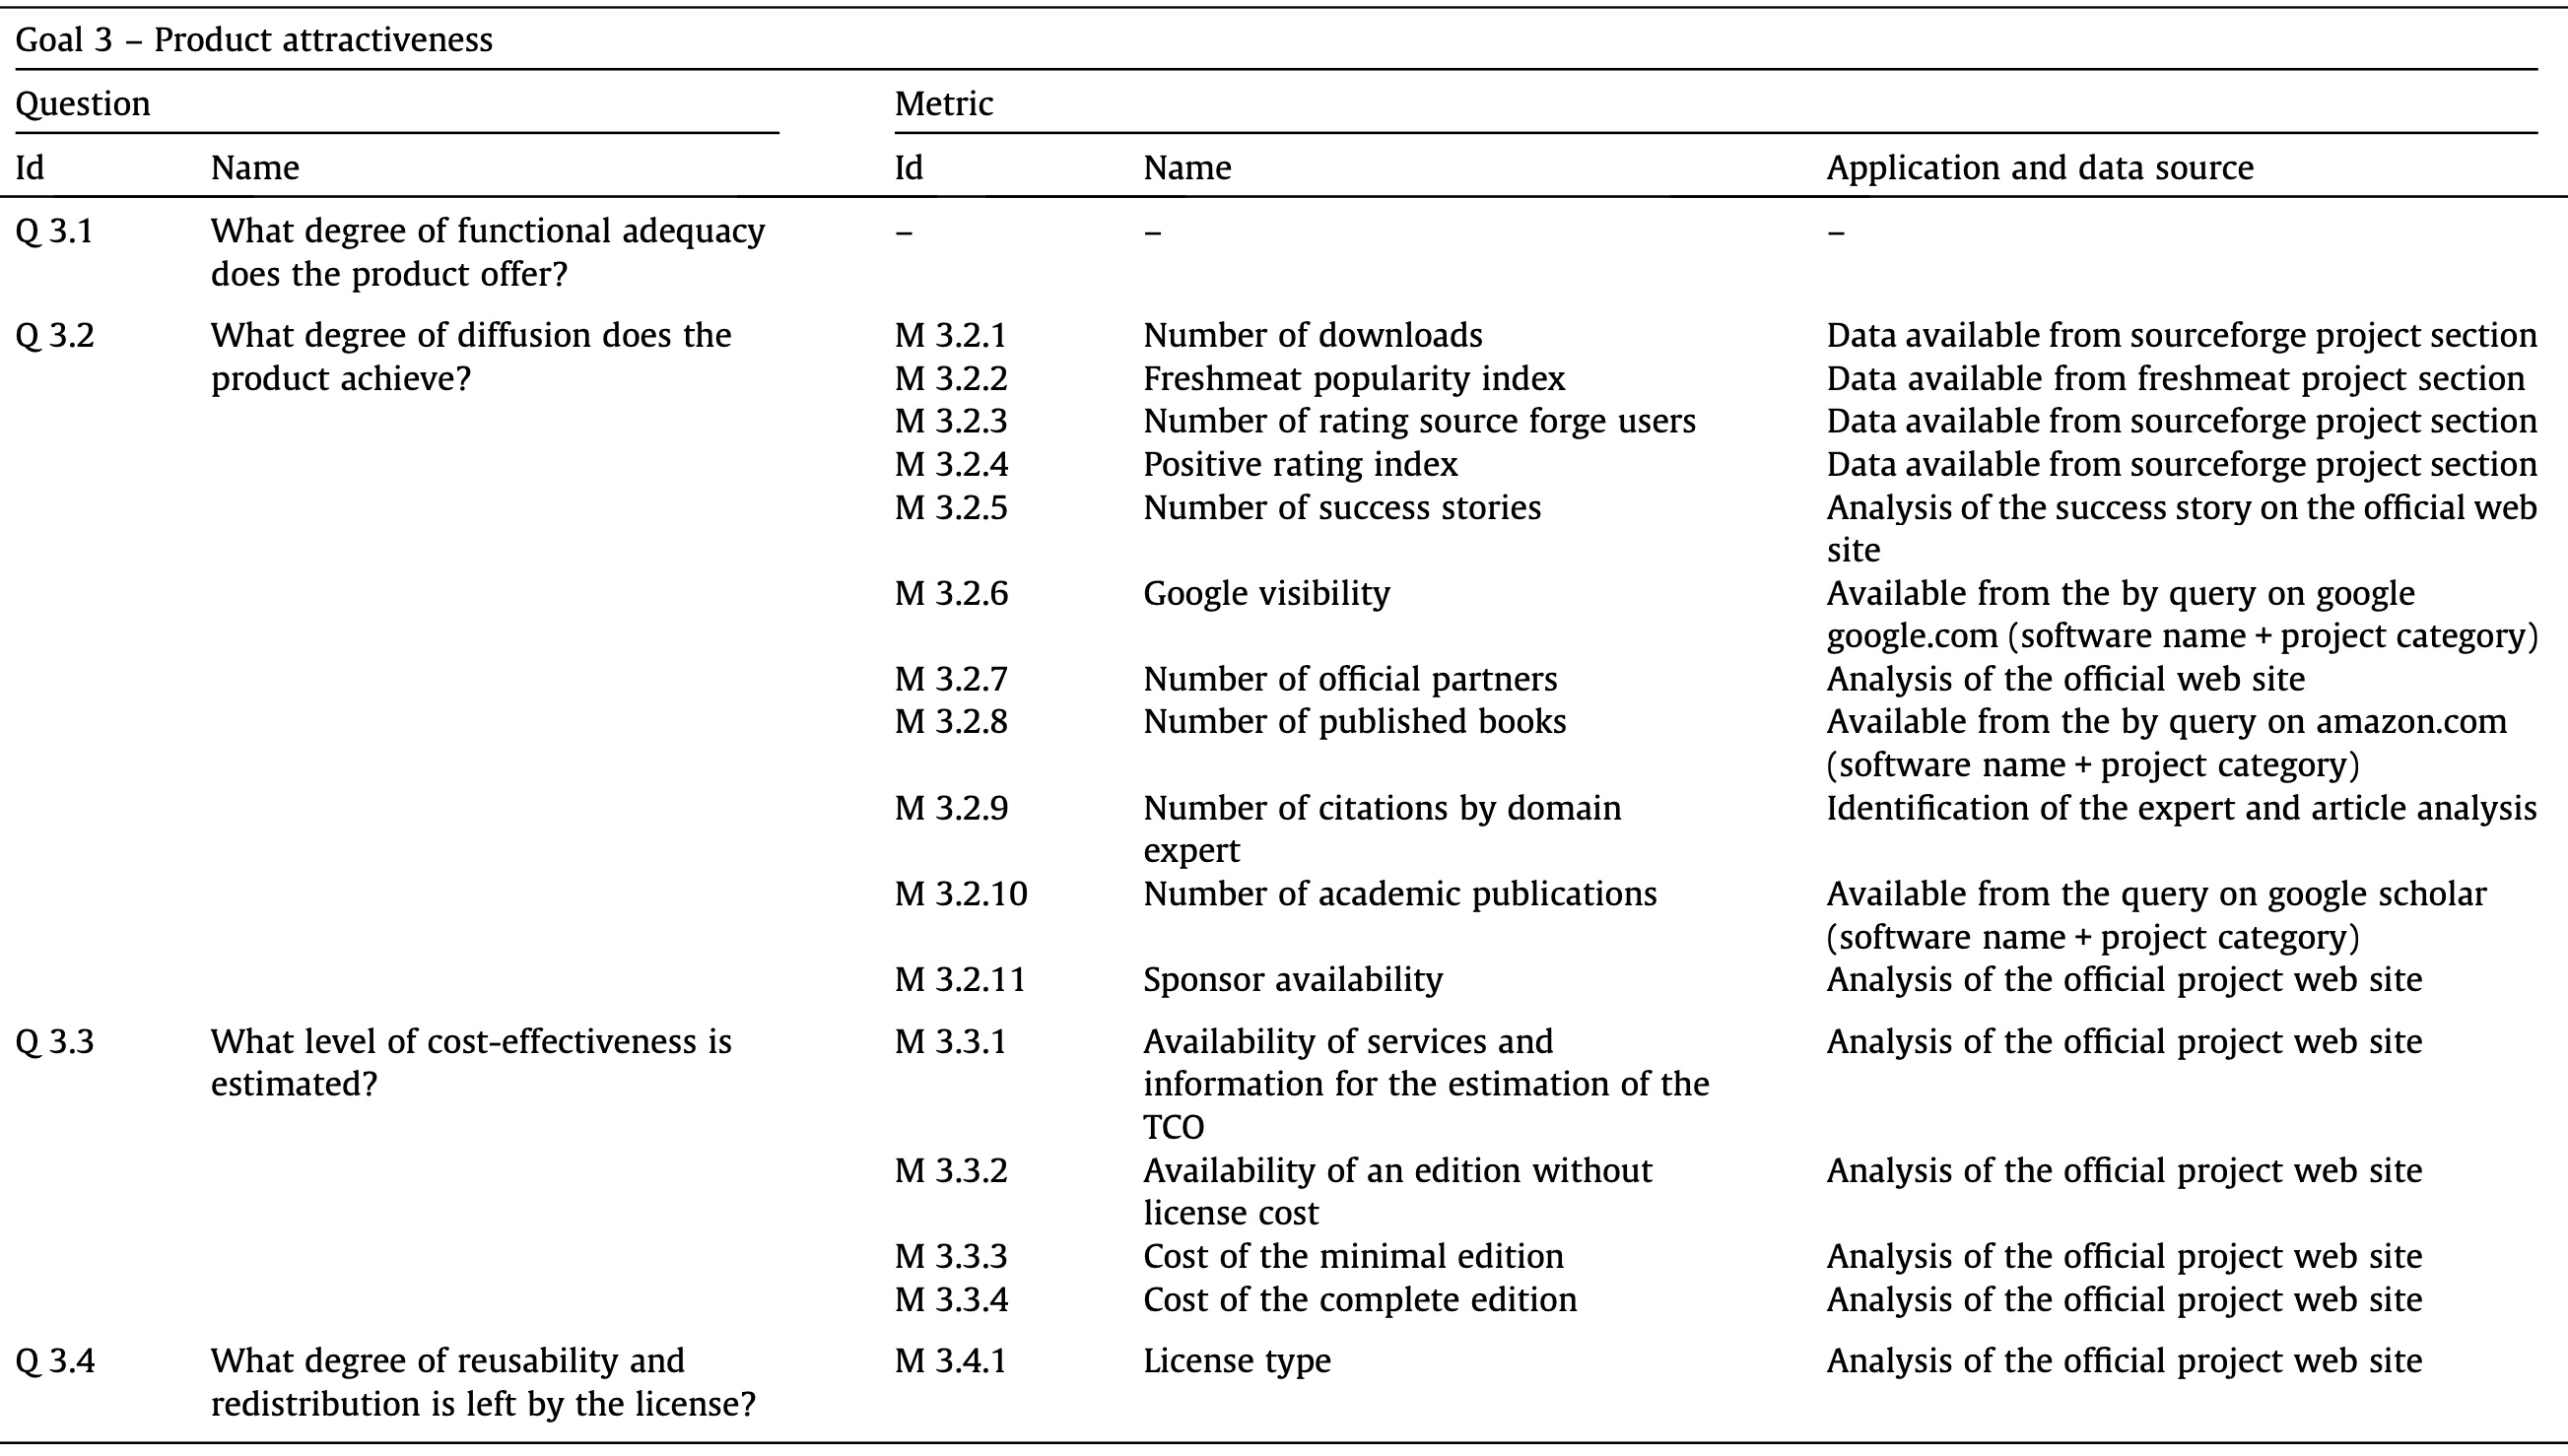 Goal 3 – Product attractiveness
Question Metric
Id Name Id Name Application and data source
Q 3.1 What degree of functional adequacy – – –
does the product offer?
Q 3.2 What degree of diffusion does the M 3.2.1 Number of downloads Data available from sourceforge project section
product achieve? M 3.2.2 Freshmeat popularity index Data available from freshmeat project section
M 3.2.3 Number of rating source forge users Data available from sourceforge project section
M 3.2.4 Positive rating index Data available from sourceforge project section
M 3.2.5 Number of success stories Analysis of the success story on the official web
site
M 3.2.6 Google visibility Available from the by query on google
google.com (software name + project category)
M 3.2.7 Number of official partners Analysis of the official web site
M 3.2.8 Number of published books Available from the by query on amazon.com
(software name + project category)
M 3.2.9 Number of citations by domain Identification of the expert and article analysis
expert
M 3.2.10 Number of academic publications Available from the query on google scholar
(software name + project category)
M 3.2.11 Sponsor availability Analysis of the official project web site
Q 3.3 What level of cost-effectiveness is M 3.3.1 Availability of services and Analysis of the official project web site
estimated? information for the estimation of the
TCO
M 3.3.2 Availability of an edition without Analysis of the official project web site
license cost
M 3.3.3 Cost of the minimal edition Analysis of the official project web site
M 3.3.4 Cost of the complete edition Analysis of the official project web site
Q 3.4 What degree of reusability and M 3.4.1 License type Analysis of the official project web site
redistribution is left by the license?